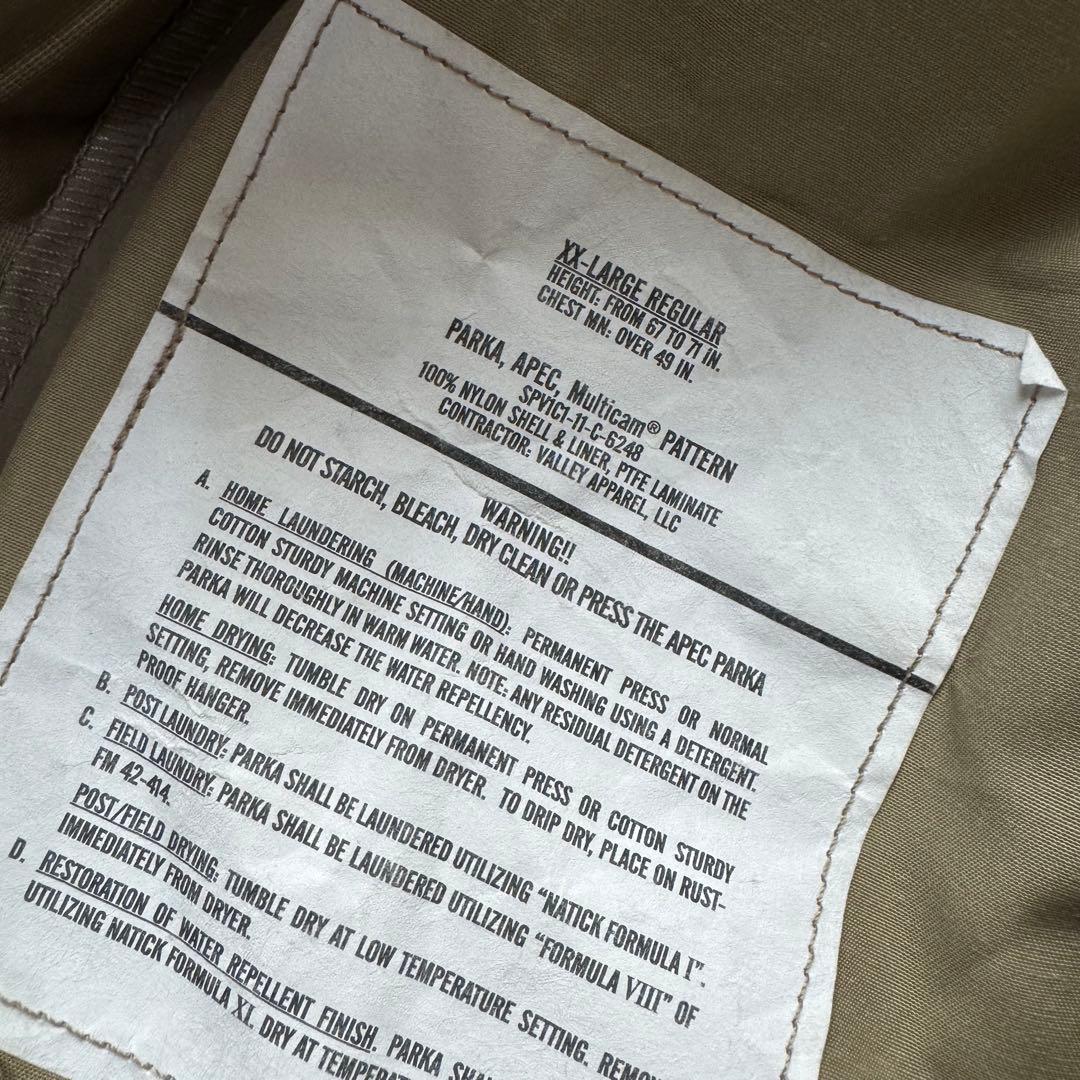 XX-LARGE REGULAR
HEIGHT: FROM 67 TO 71 IN.
CHEST MN: OVER 49 IN.
PARKA, APEC, Multicam® PATTERN
SPV1C1-11-C-6248
100% NYLON SHELL & LINER, PTFE LAMINATE
CONTRACTOR: VALLEY APPAREL, LLC
WARNING!!
DO NOT STARCH, BLEACH, DRY CLEAN OR PRESS THE APEC PARKA
A. HOME LAUNDERING (MACHINE/HAND): PERMANENT PRESS OR NORMAL
COTTON STURDY MACHINE SETTING OR HAND WASHING USING A DETERGENT.
RINSE THOROUGHLY IN WARM WATER. NOTE: ANY RESIDUAL DETERGENT ON THE
PARKA WILL DECREASE THE WATER REPELLENCY.
HOME DRYING: TUMBLE DRY ON PERMANENT PRESS OR COTTON STURDY
SETTING, REMOVE IMMEDIATELY FROM DRYER. TO DRIP DRY, PLACE ON RUST-
PROOF HANGER.
B. POST LAUNDRY: PARKA SHALL BE LAUNDERED UTILIZING "NATICK FORMULA I".
C. FIELD LAUNDRY: PARKA SHALL BE LAUNDERED UTILIZING "FORMULA VIII" OF
FM 42-414.
POST/FIELD DRYING: TUMBLE DRY AT LOW TEMPERATURE SETTING. REMOV
IMMEDIATELY FROM DRYER.
D. RESTORATION OF WATER REPELLENT FINISH. PARKA SHA
UTILIZING NATICK FORMULA XI. DRY AT TEMPERAT